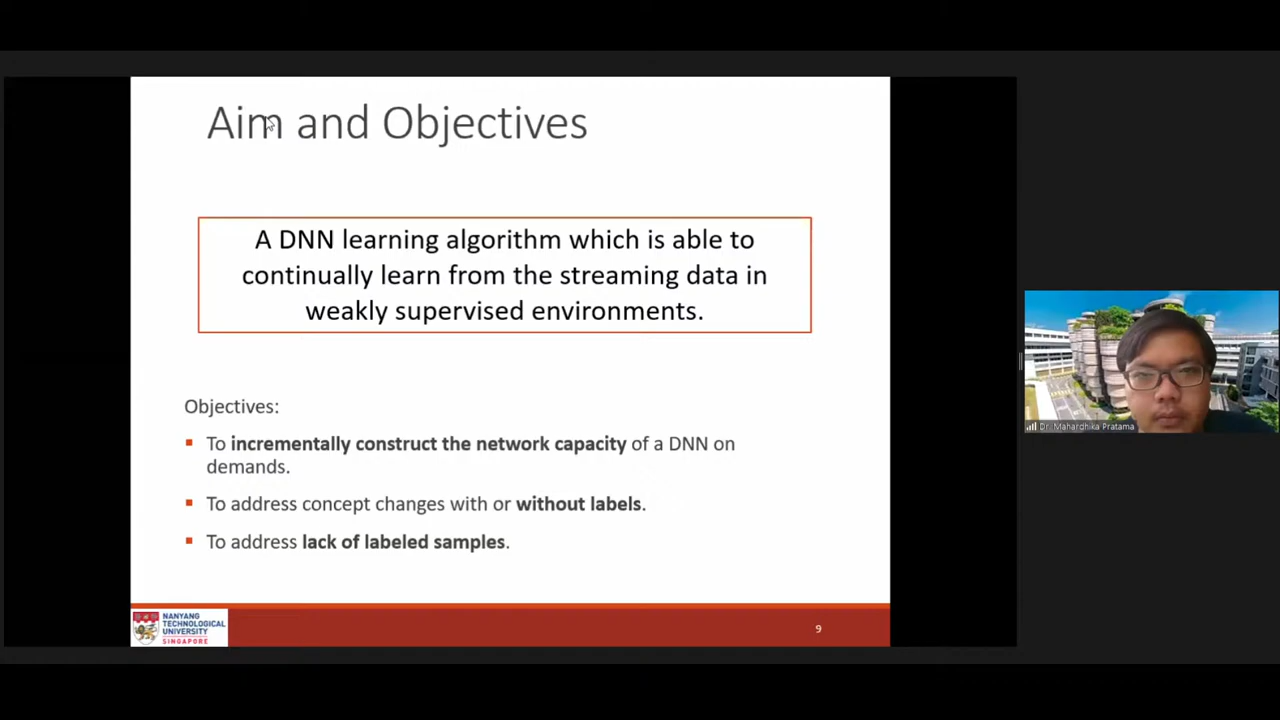 Aim and Objectives
A DNN learning algorithm which is able to
continually learn from the streaming data in
weakly supervised environments.
Objectives:
To incrementally construct the network capacity of a DNN on
demands.
To address concept changes with or without labels.
To address lack of labeled samples.
NANYANG
TECHNOLOGICAL
UNIVERSITY
SINGAPORE
9
Dr. Mahardhika Pratama